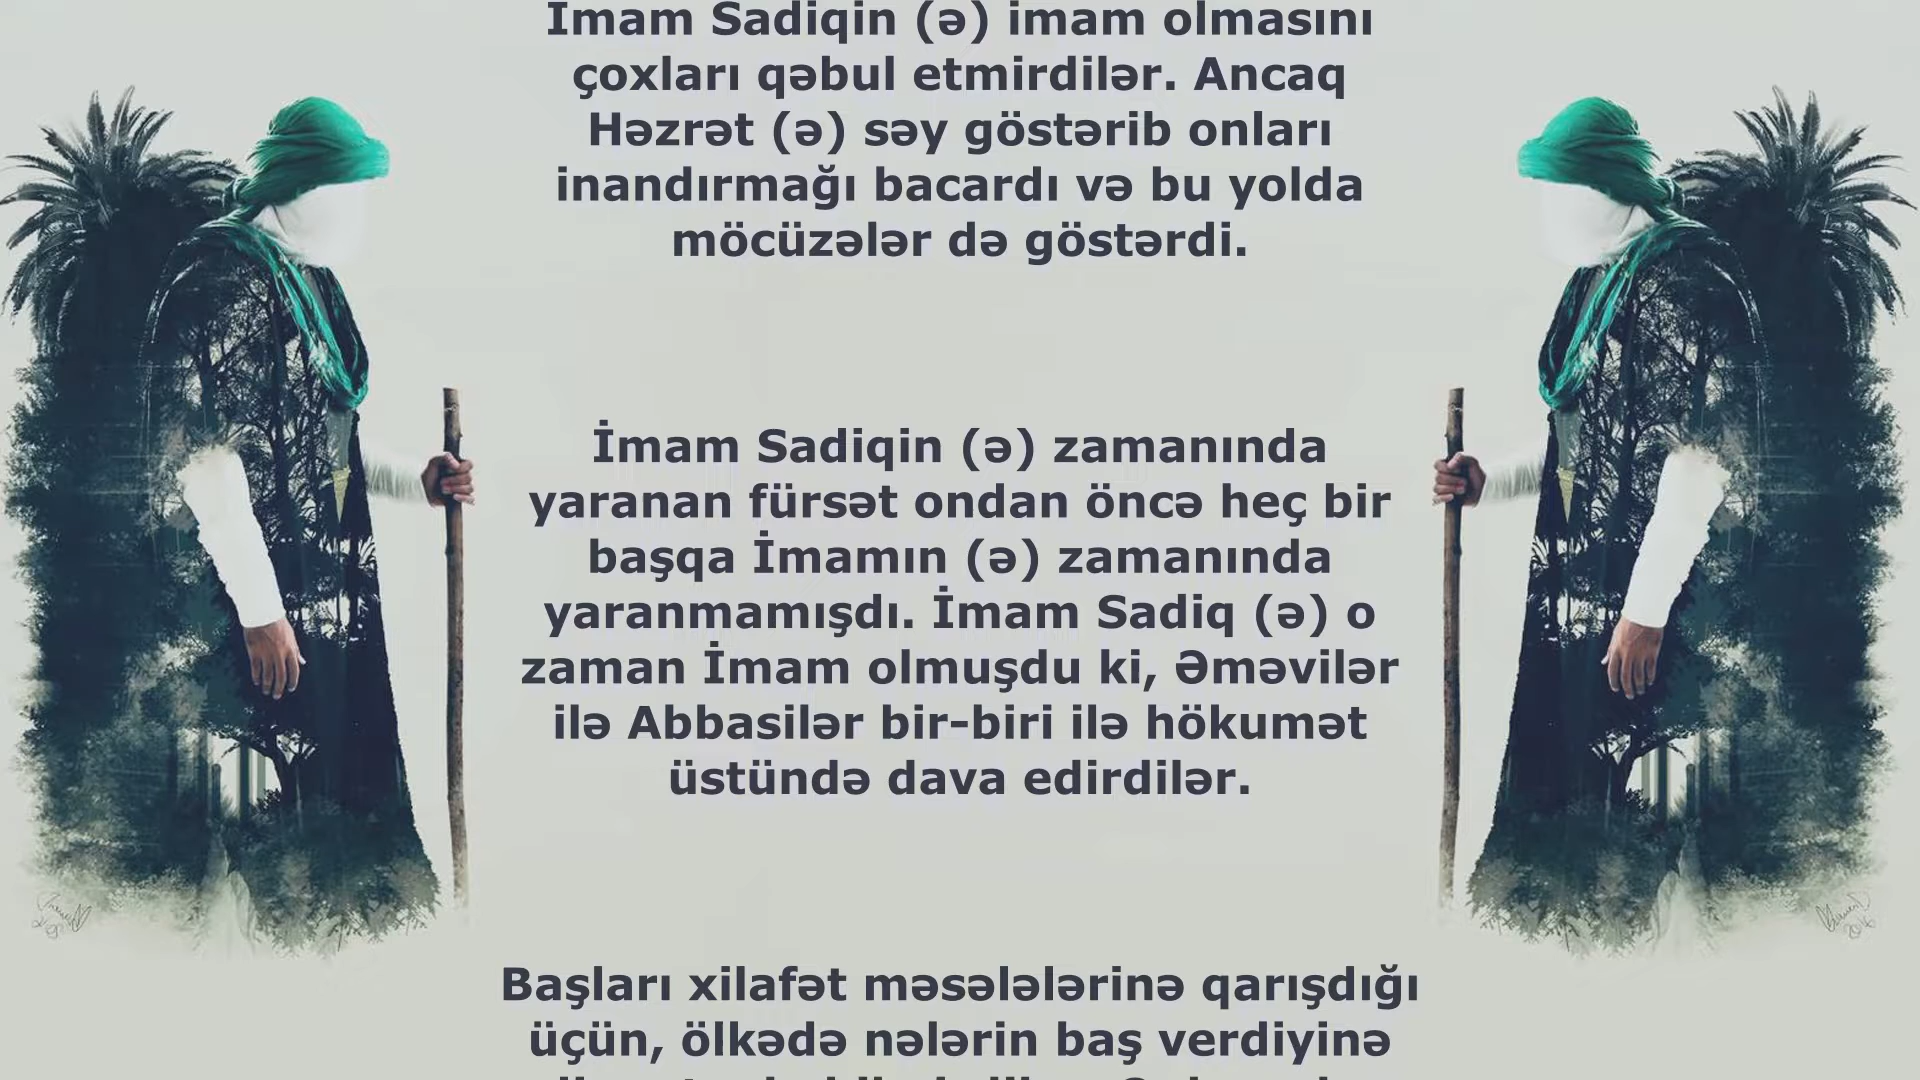 İmam Sadiqin (ə) imam olmasını
çoxları qəbul etmirdilər. Ancaq
Həzrət (ə) səy göstərib onları
inandırmağı bacardı və bu yolda
möcüzələr də göstərdi.
İmam Sadiqin (ə) zamanında
yaranan fürsət ondan öncə heç bir
başqa İmamın (ə) zamanında
yaranmamışdı. İmam Sadiq (ə) o
zaman İmam olmuşdu ki, Əməvilər
ilə Abbasilər bir-biri ilə hökumət
üstündə dava edirdilər.
Başları xilafət məsələlərinə qarışdığı
üçün, ölkədə nələrin baş verdiyinə